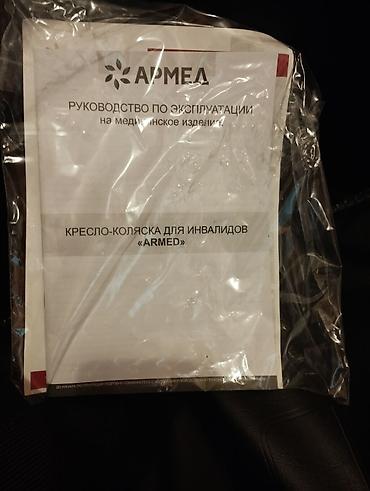 АРМЕД
РУКОВОДСТВО ПО ЭКСПЛУАТАЦИИ
на медицинское изделие
КРЕСЛО-КОЛЯСКА ДЛЯ ИНВАЛИДОВ
«ARMED»